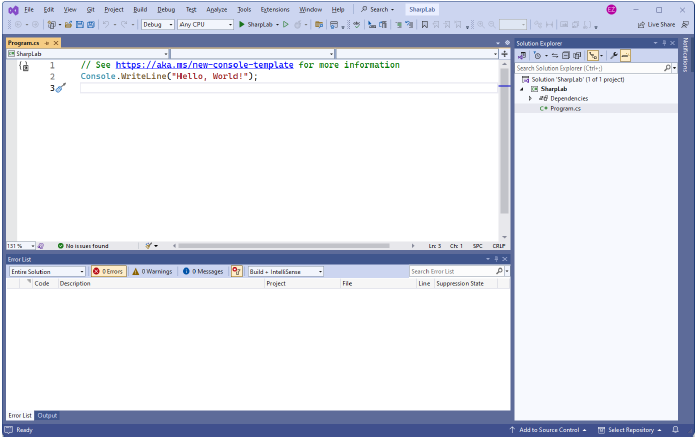 File Edit View Git Project Build Debug Test Analyze Tools Extensions Window Help Search SharpLab EZ
Debug Any CPU SharpLab Live Share
Program.cs
Solution Explorer
Notifications
SharpLab
1 // See https://aka.ms/new-console-template for more information
2 Console.WriteLine("Hello, World!");
3
Search Solution Explorer (Ctrl+;)
Solution 'SharpLab' (1 of 1 project)
SharpLab
Dependencies
C# Program.cs
131 % No issues found Ln: 3 Ch: 1 SPC CRLF
Error List
Entire Solution 0 Errors 0 Warnings 0 Messages Build + IntelliSense Search Error List
Code Description Project File Line Suppression State
Error List Output
Ready Add to Source Control Select Repository